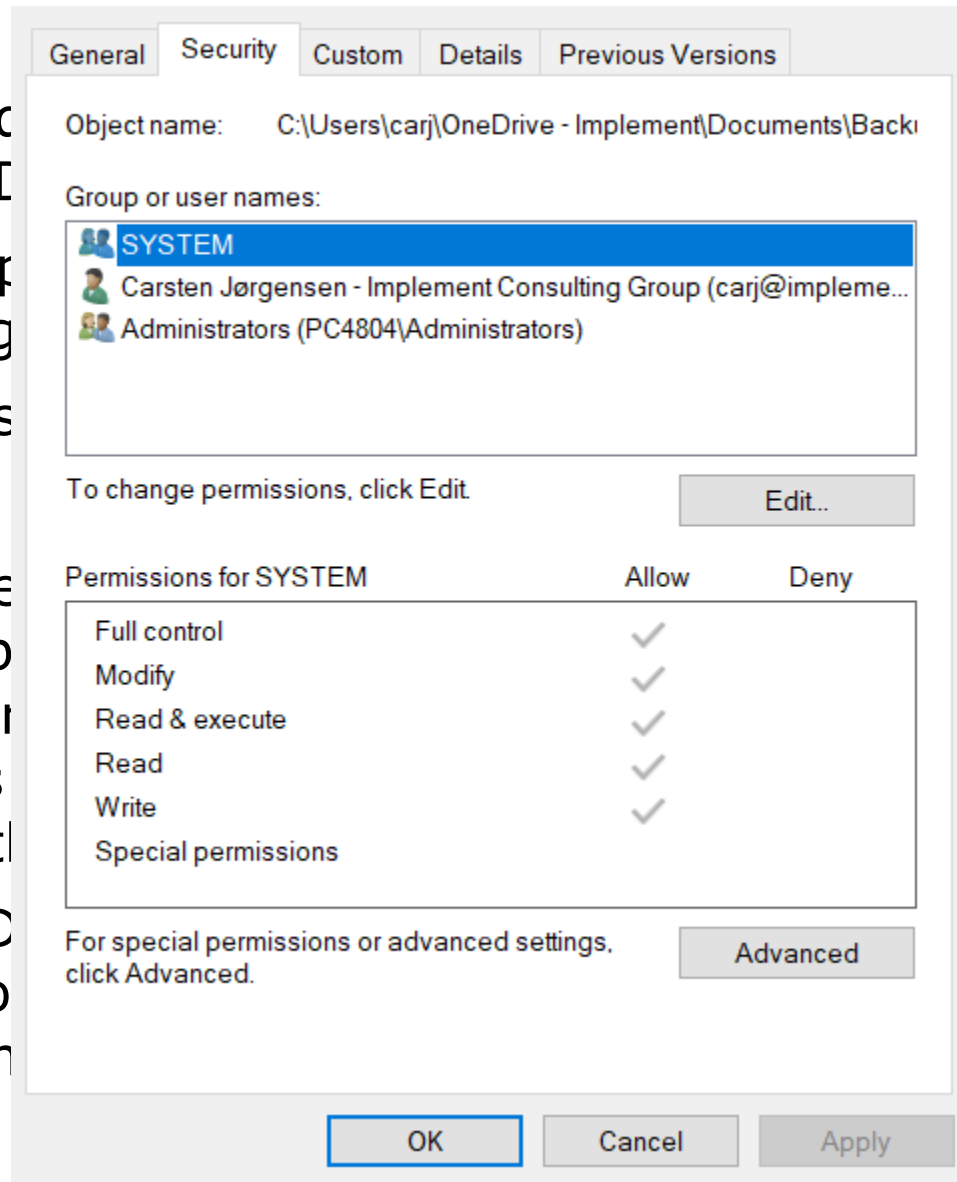 General Security Custom Details Previous Versions
Object name: C:\Users\carj\OneDrive - Implement\Documents\Back
Group or user names:
SYSTEM
Carsten Jørgensen - Implement Consulting Group (carj@impleme...
Administrators (PC4804\Administrators)
To change permissions, click Edit.
Edit...
Permissions for SYSTEM Allow Deny
Full control
Modify
Read & execute
Read
Write
Special permissions
For special permissions or advanced settings,
click Advanced.
Advanced
OK Cancel Apply